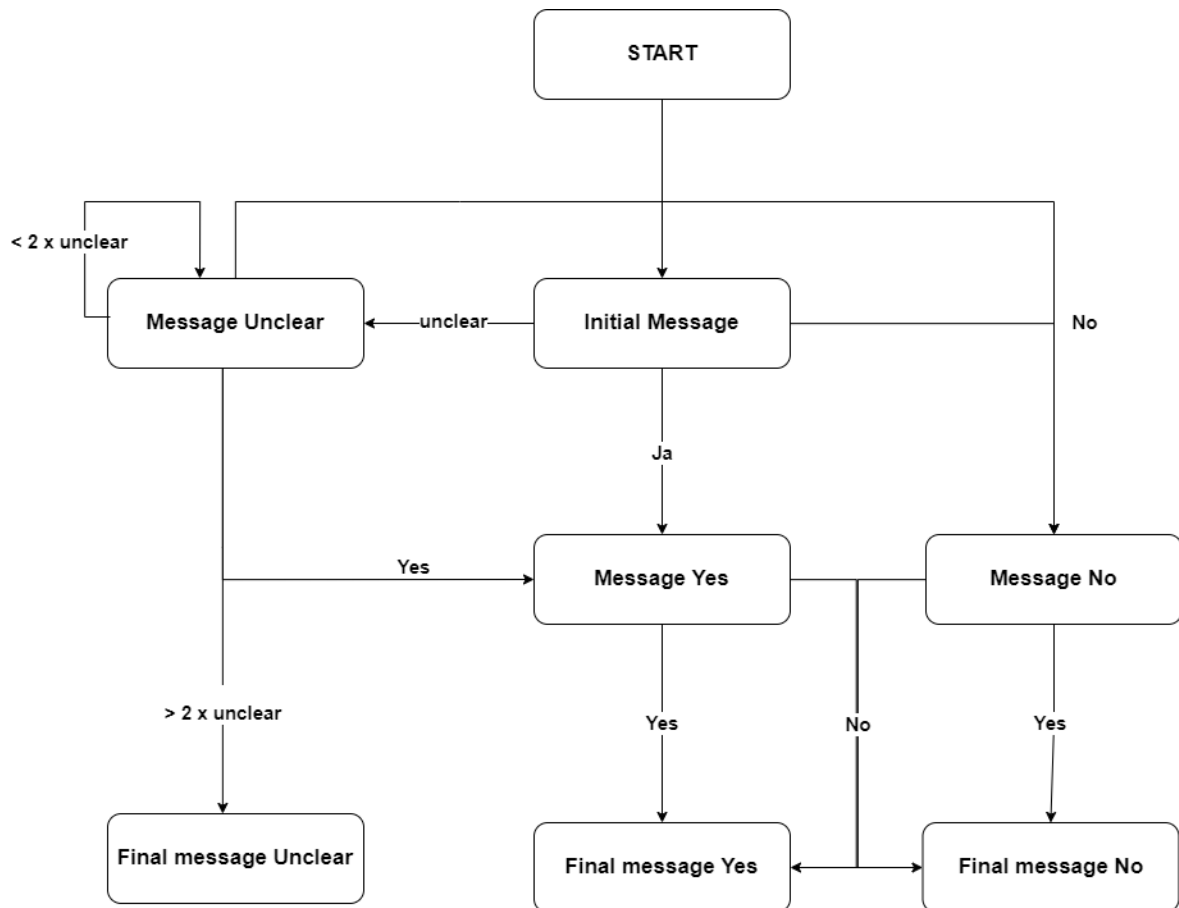 START
< 2 x unclear
Message Unclear
unclear
Initial Message
No
Ja
Yes
Message Yes
Message No
> 2 x unclear
Yes
No
Yes
Final message Unclear
Final message Yes
Final message No